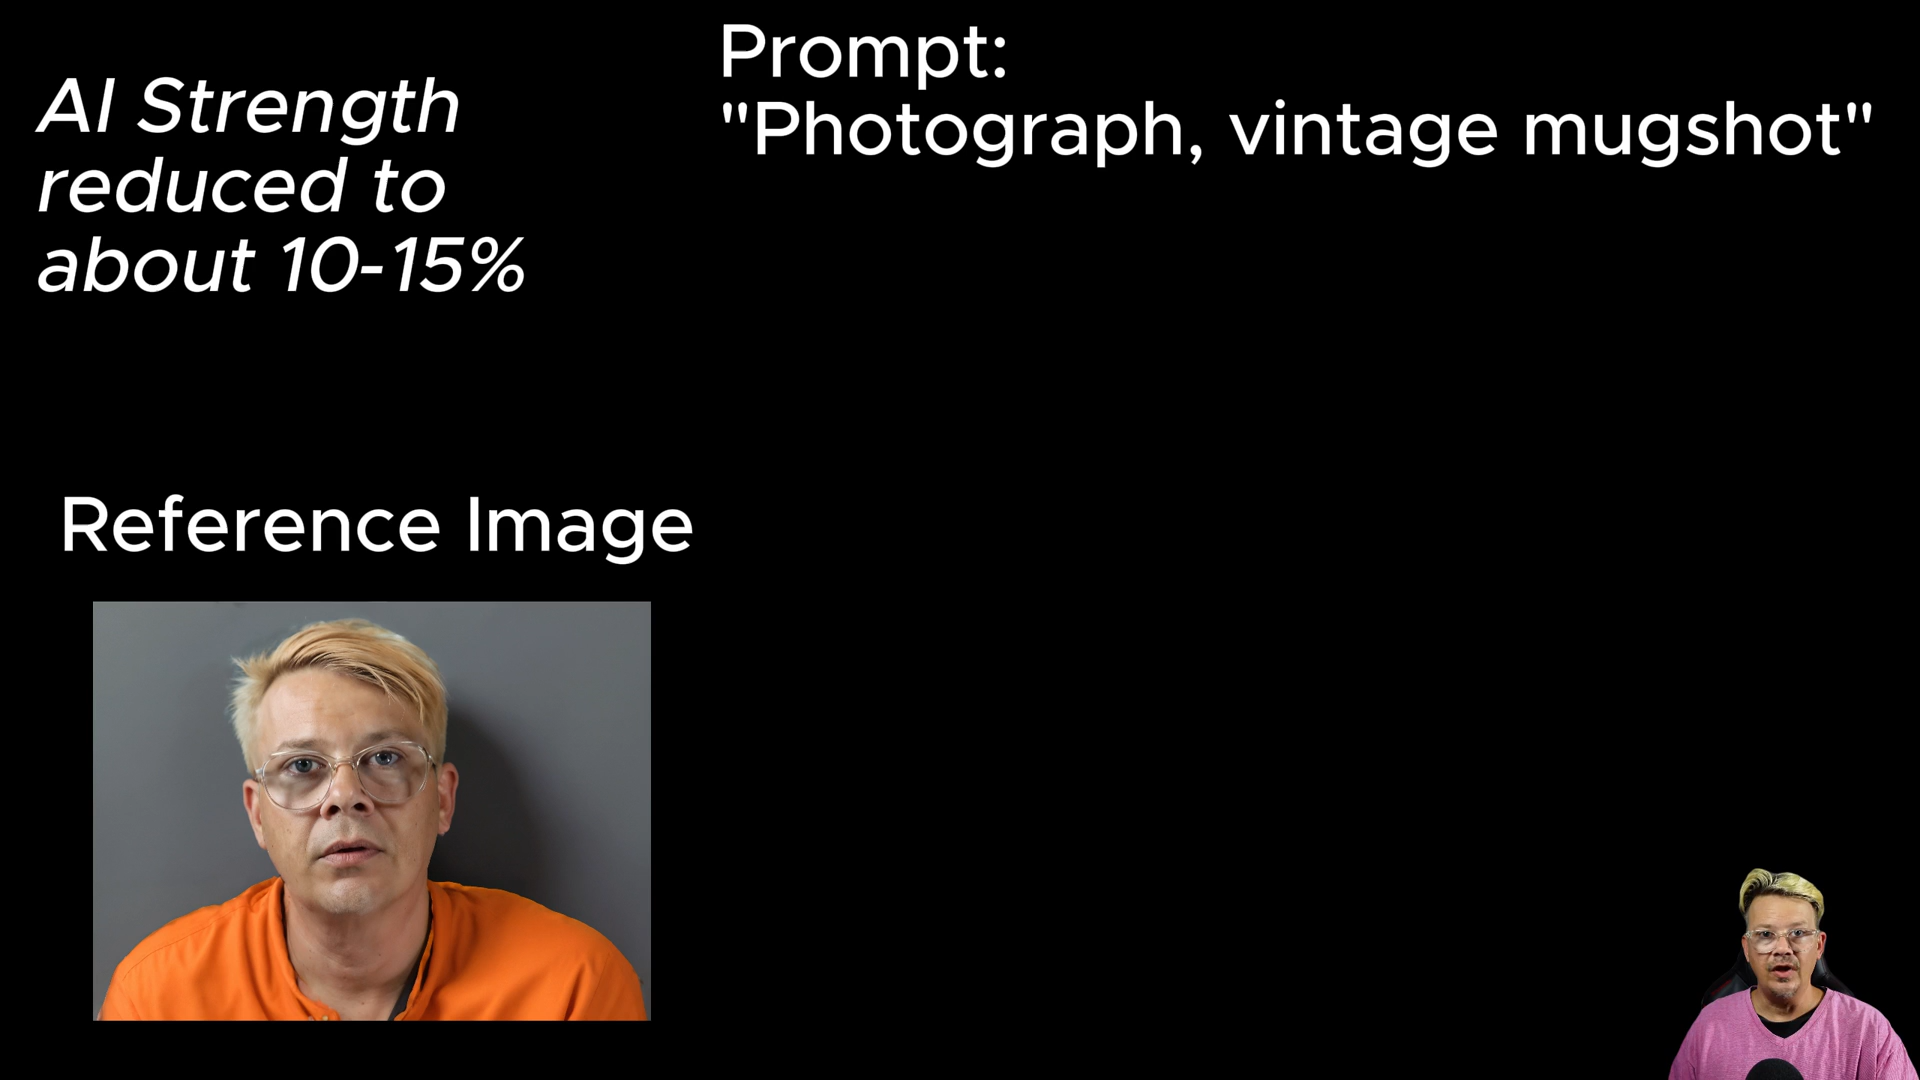 AI Strength
reduced to
about 10-15%
Prompt:
"Photograph, vintage mugshot"
Reference Image